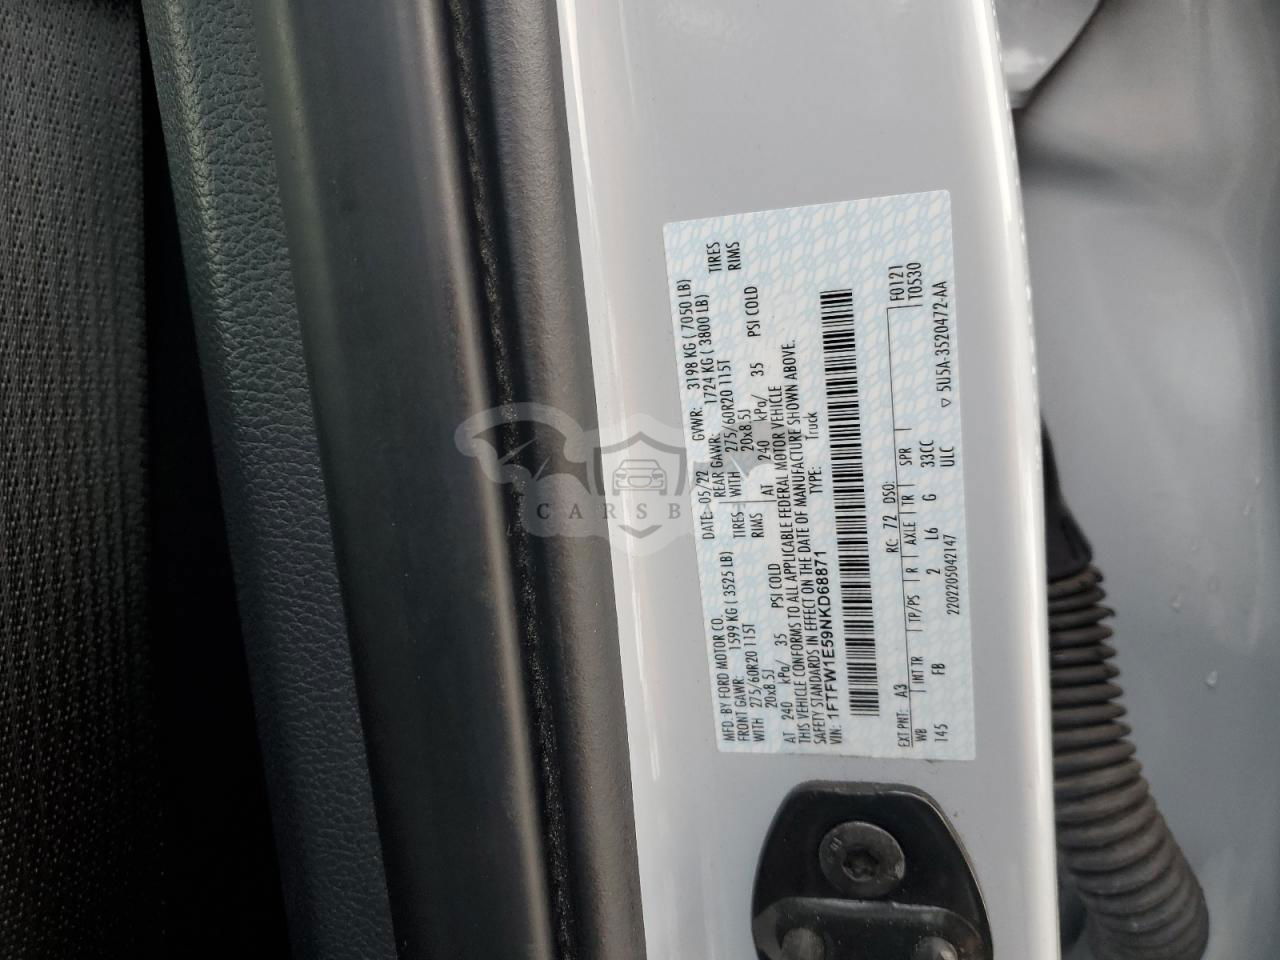 MFD. BY FORD MOTOR CO.
DATE: 05/22 GVWR: 3198 KG ( 7050 LB)
FRONT GAWR: 1599 KG ( 3525 LB) REAR GAWR: 1724 KG ( 3800 LB)
WITH 275/60R20 115T TIRES WITH 275/60R20 115T TIRES
20x8.5J RIMS 20x8.5J RIMS
AT 240 kPa/ 35 PSI COLD AT 240 kPa/ 35 PSI COLD
THIS VEHICLE CONFORMS TO ALL APPLICABLE FEDERAL MOTOR VEHICLE
SAFETY STANDARDS IN EFFECT ON THE DATE OF MANUFACTURE SHOWN ABOVE.
VIN: 1FTFW1E59NKD68871 TYPE: Truck
F0121
T0530
EXT PNT: A3 RC: 72 DSO:
WB INT TR TP/PS R AXLE TR SPR
145 FB 2 L6 G 33CC
2202205042147 ULC
▽ 5U5A-3520472-AA